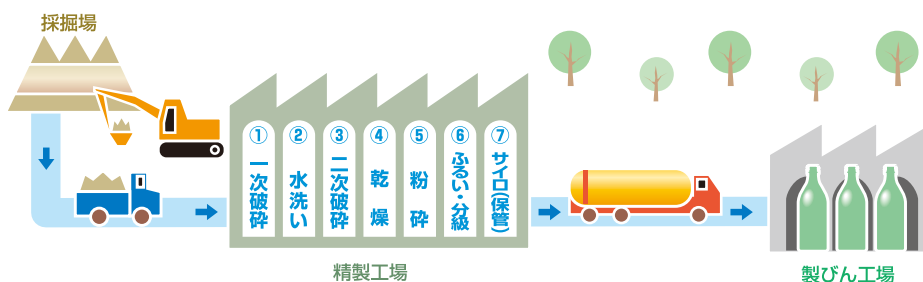 採掘場
① 一次破砕
② 水洗い
③ 二次破砕
④ 乾燥
⑤ 粉砕
⑥ ふるい・分級
⑦ サイロ(保管)
精製工場
製びん工場